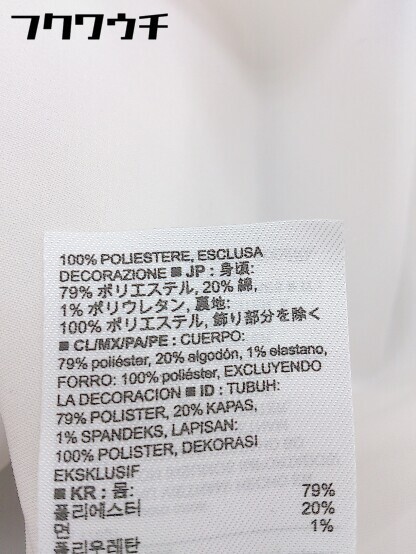 フクワウチ
100% POLIESTERE, ESCLUSA
DECORAZIONE ■ JP : 身頃:
79% ポリエステル, 20% 綿,
1% ポリウレタン, 裏地:
100% ポリエステル, 飾り部分を除く
■ CL/MX/PA/PE : CUERPO:
79% poliéster, 20% algodón, 1% elastano,
FORRO: 100% poliéster, EXCLUYENDO
LA DECORACION ■ ID : TUBUH:
79% POLISTER, 20% KAPAS,
1% SPANDEKS, LAPISAN:
100% POLISTER, DEKORASI
EKSKLUSIF
■ KR : 몸:
폴리에스터 79%
면 20%
폴리우레탄 1%